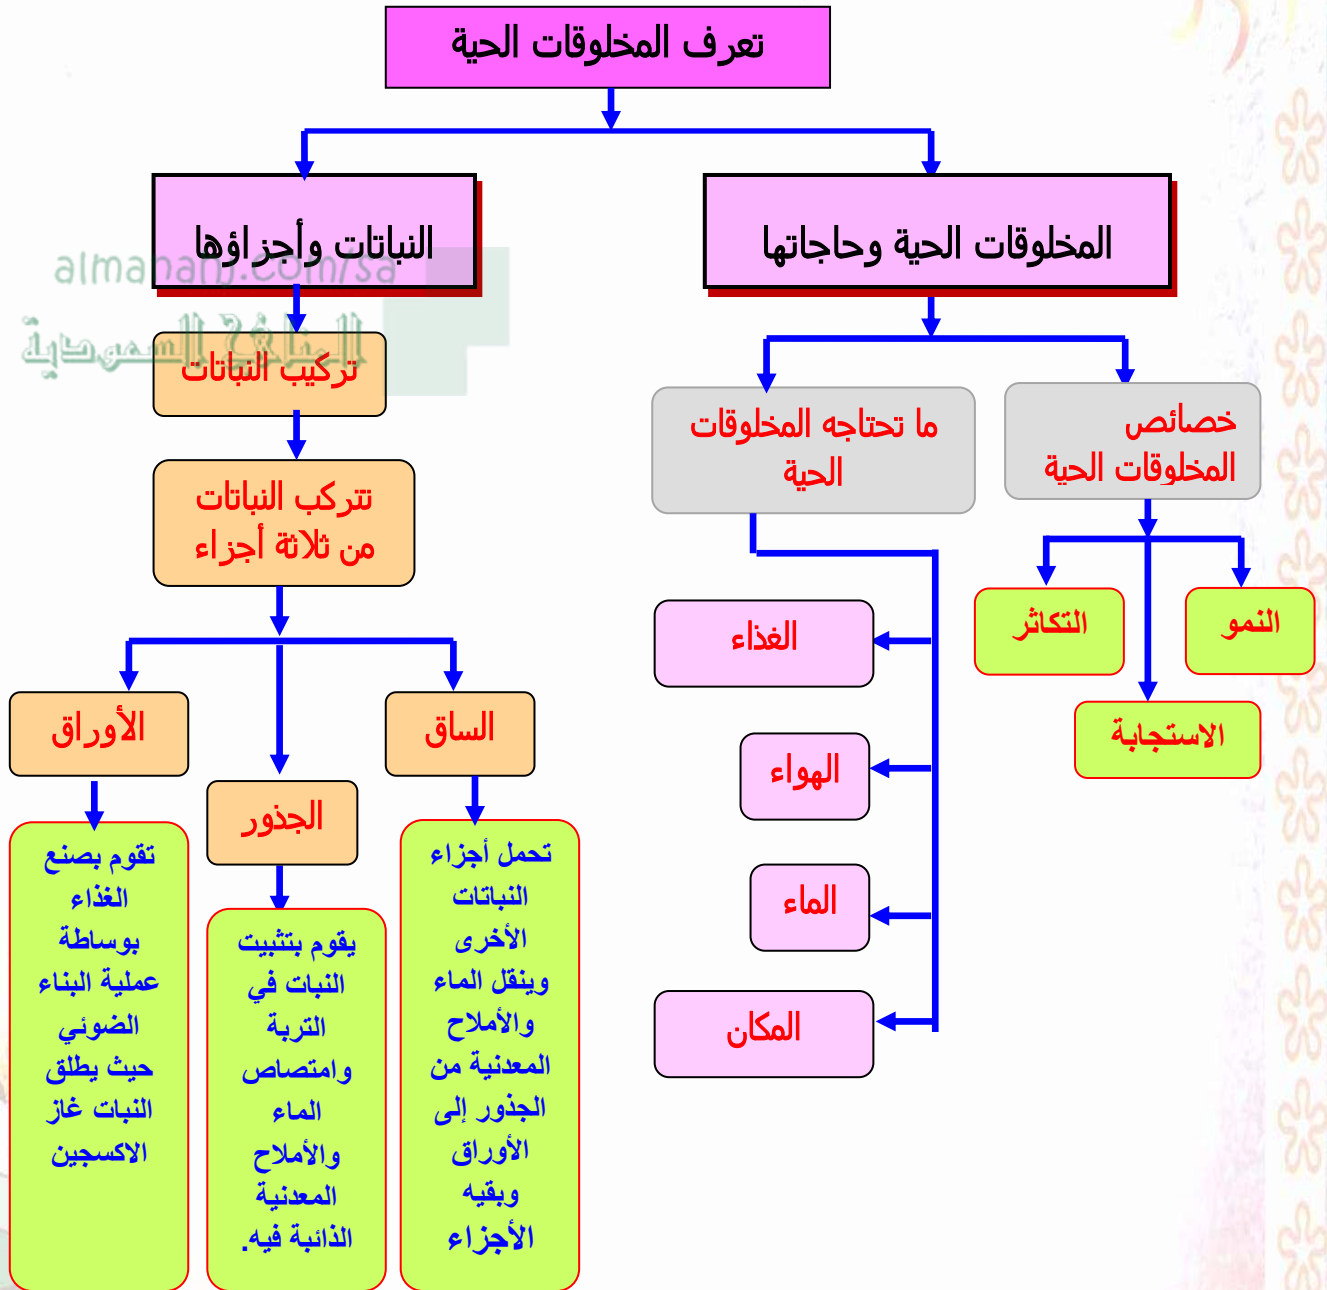 تعرف المخلوقات الحية
المخلوقات الحية وحاجاتها
النباتات وأجزاؤها
almanahj.com/sa
المناهج السعودية
خصائص
المخلوقات الحية
ما تحتاجه المخلوقات
الحية
النمو
التكاثر
الاستجابة
الغذاء
الهواء
الماء
المكان
تركيب النباتات
تتركب النباتات
من ثلاثة أجزاء
الساق
الجذور
الأوراق
تحمل أجزاء
النباتات
الأخرى
وينقل الماء
والأملاح
المعدنية من
الجذور إلى
الأوراق
وبقيه
الأجزاء
يقوم بتثبيت
النبات في
التربة
وامتصاص
الماء
والأملاح
المعدنية
الذائبة فيه.
تقوم بصنع
الغذاء
بوساطة
عملية البناء
الضوئي
حيث يطلق
النبات غاز
الاكسجين